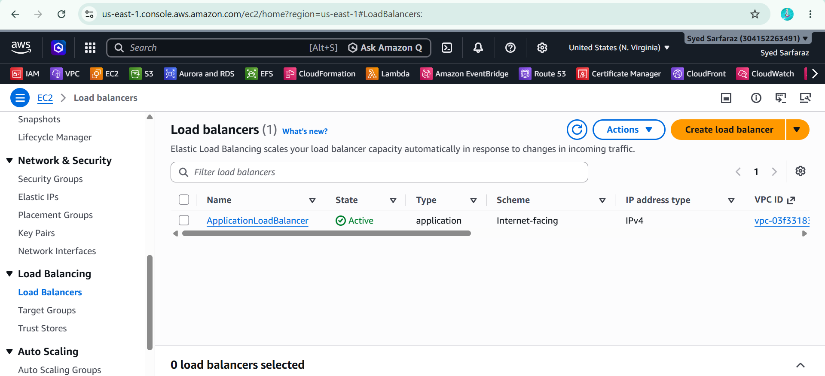 us-east-1.console.aws.amazon.com/ec2/home?region=us-east-1#LoadBalancers:
aws
Search [Alt+S] Ask Amazon Q United States (N. Virginia) Syed Sarfaraz (304152263491)
Syed Sarfaraz
IAM VPC EC2 S3 Aurora and RDS EFS CloudFormation Lambda Amazon EventBridge Route 53 Certificate Manager CloudFront CloudWatch
EC2 Load balancers
Snapshots
Lifecycle Manager
Network & Security
Security Groups
Elastic IPs
Placement Groups
Key Pairs
Network Interfaces
Load Balancing
Load Balancers
Target Groups
Trust Stores
Auto Scaling
Auto Scaling Groups
Load balancers (1) What's new?
Actions
Create load balancer
Elastic Load Balancing scales your load balancer capacity automatically in response to changes in incoming traffic.
Filter load balancers
1
Name State Type Scheme IP address type VPC ID
ApplicationLoadBalancer Active application Internet-facing IPv4 vpc-03f3318
0 load balancers selected